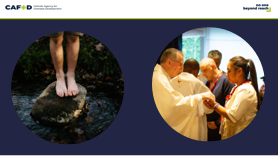 CAFOD
Catholic Agency for
Overseas Development
beyond reach